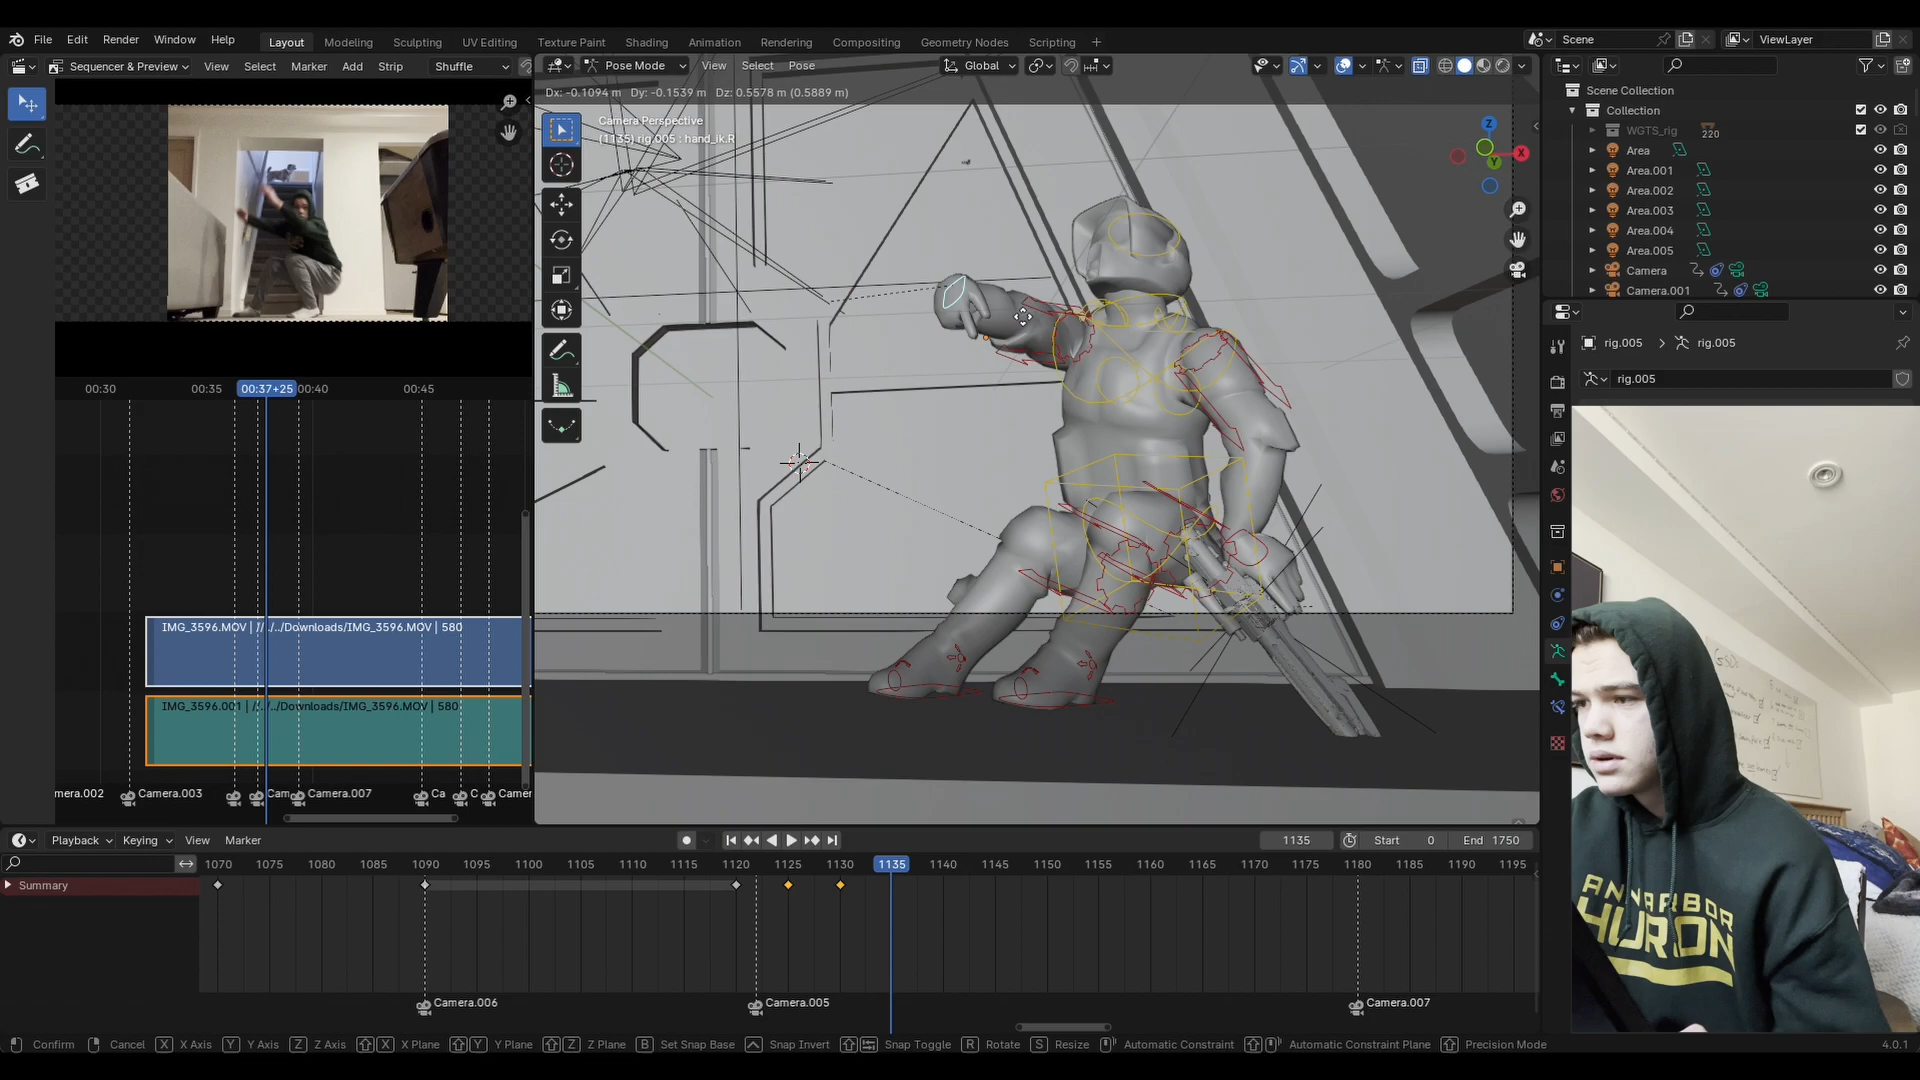 File Edit Render Window Help Layout Modeling Sculpting UV Editing Texture Paint Shading Animation Rendering Compositing Geometry Nodes Scripting + Scene ViewLayer
Sequencer & Preview View Select Marker Add Strip Shuffle
Pose Mode View Select Pose Global
Dx: -0.1094 m Dy: -0.1539 m Dz: 0.5578 m (0.5889 m)
Camera Perspective
(1135) rig.005 : hand_ik.R
Z
X
Y
Scene Collection
Collection
WGTS_rig 220
Area
Area.001
Area.002
Area.003
Area.004
Area.005
Camera
Camera.001
rig.005 > rig.005
rig.005
00:30 00:35 00:37+25 00:40 00:45
IMG_3596.MOV | //../../Downloads/IMG_3596.MOV | 580
IMG_3596.001 | //../../Downloads/IMG_3596.MOV | 580
mera.002 Camera.003 Cam Camera.007 Ca C Camer
Playback Keying View Marker 1135 Start 0 End 1750
1070 1075 1080 1085 1090 1095 1100 1105 1110 1115 1120 1125 1130 1135 1140 1145 1150 1155 1160 1165 1170 1175 1180 1185 1190 1195
Summary
Camera.006 Camera.005 Camera.007
ANN ARBOR
HURON
Confirm Cancel X X Axis Y Y Axis Z Z Axis X X Plane Y Y Plane Z Z Plane B Set Snap Base Snap Invert Snap Toggle R Rotate S Resize Automatic Constraint Automatic Constraint Plane Precision Mode 4.0.1